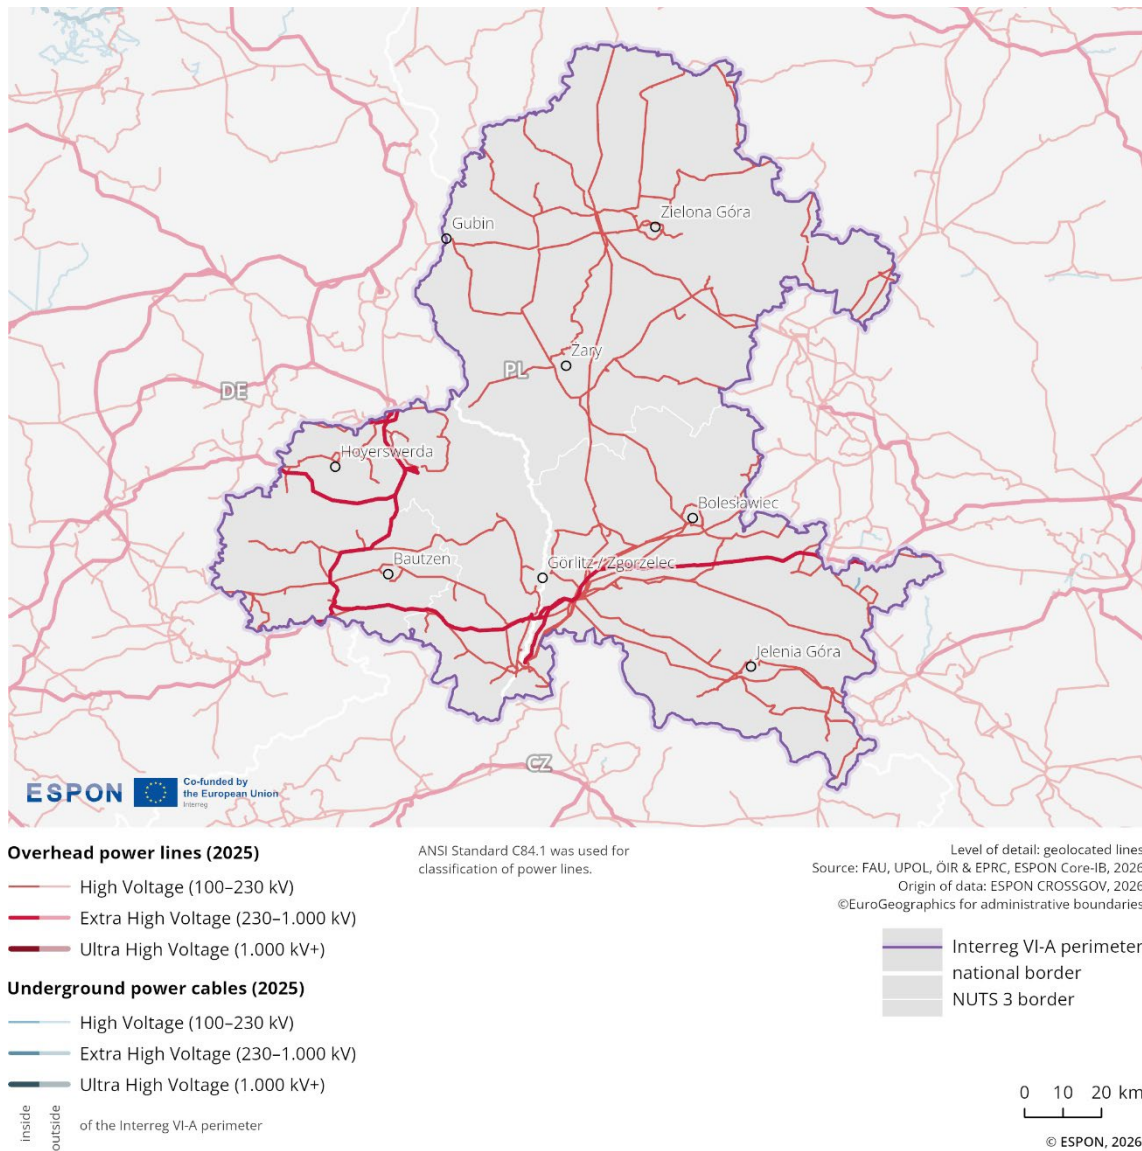 Gubin
Zielona Góra
Żary
PL
DE
Hoyerswerda
Bolesławiec
Bautzen
Görlitz / Zgorzelec
Jelenia Góra
CZ
ESPON
Co-funded by
the European Union
Interreg
Overhead power lines (2025)
High Voltage (100–230 kV)
Extra High Voltage (230–1.000 kV)
Ultra High Voltage (1.000 kV+)
Underground power cables (2025)
High Voltage (100–230 kV)
Extra High Voltage (230–1.000 kV)
Ultra High Voltage (1.000 kV+)
inside
outside
of the Interreg VI-A perimeter
ANSI Standard C84.1 was used for
classification of power lines.
Level of detail: geolocated lines
Source: FAU, UPOL, ÖIR & EPRC, ESPON Core-IB, 2026
Origin of data: ESPON CROSSGOV, 2026
©EuroGeographics for administrative boundaries
Interreg VI-A perimeter
national border
NUTS 3 border
0 10 20 km
© ESPON, 2026